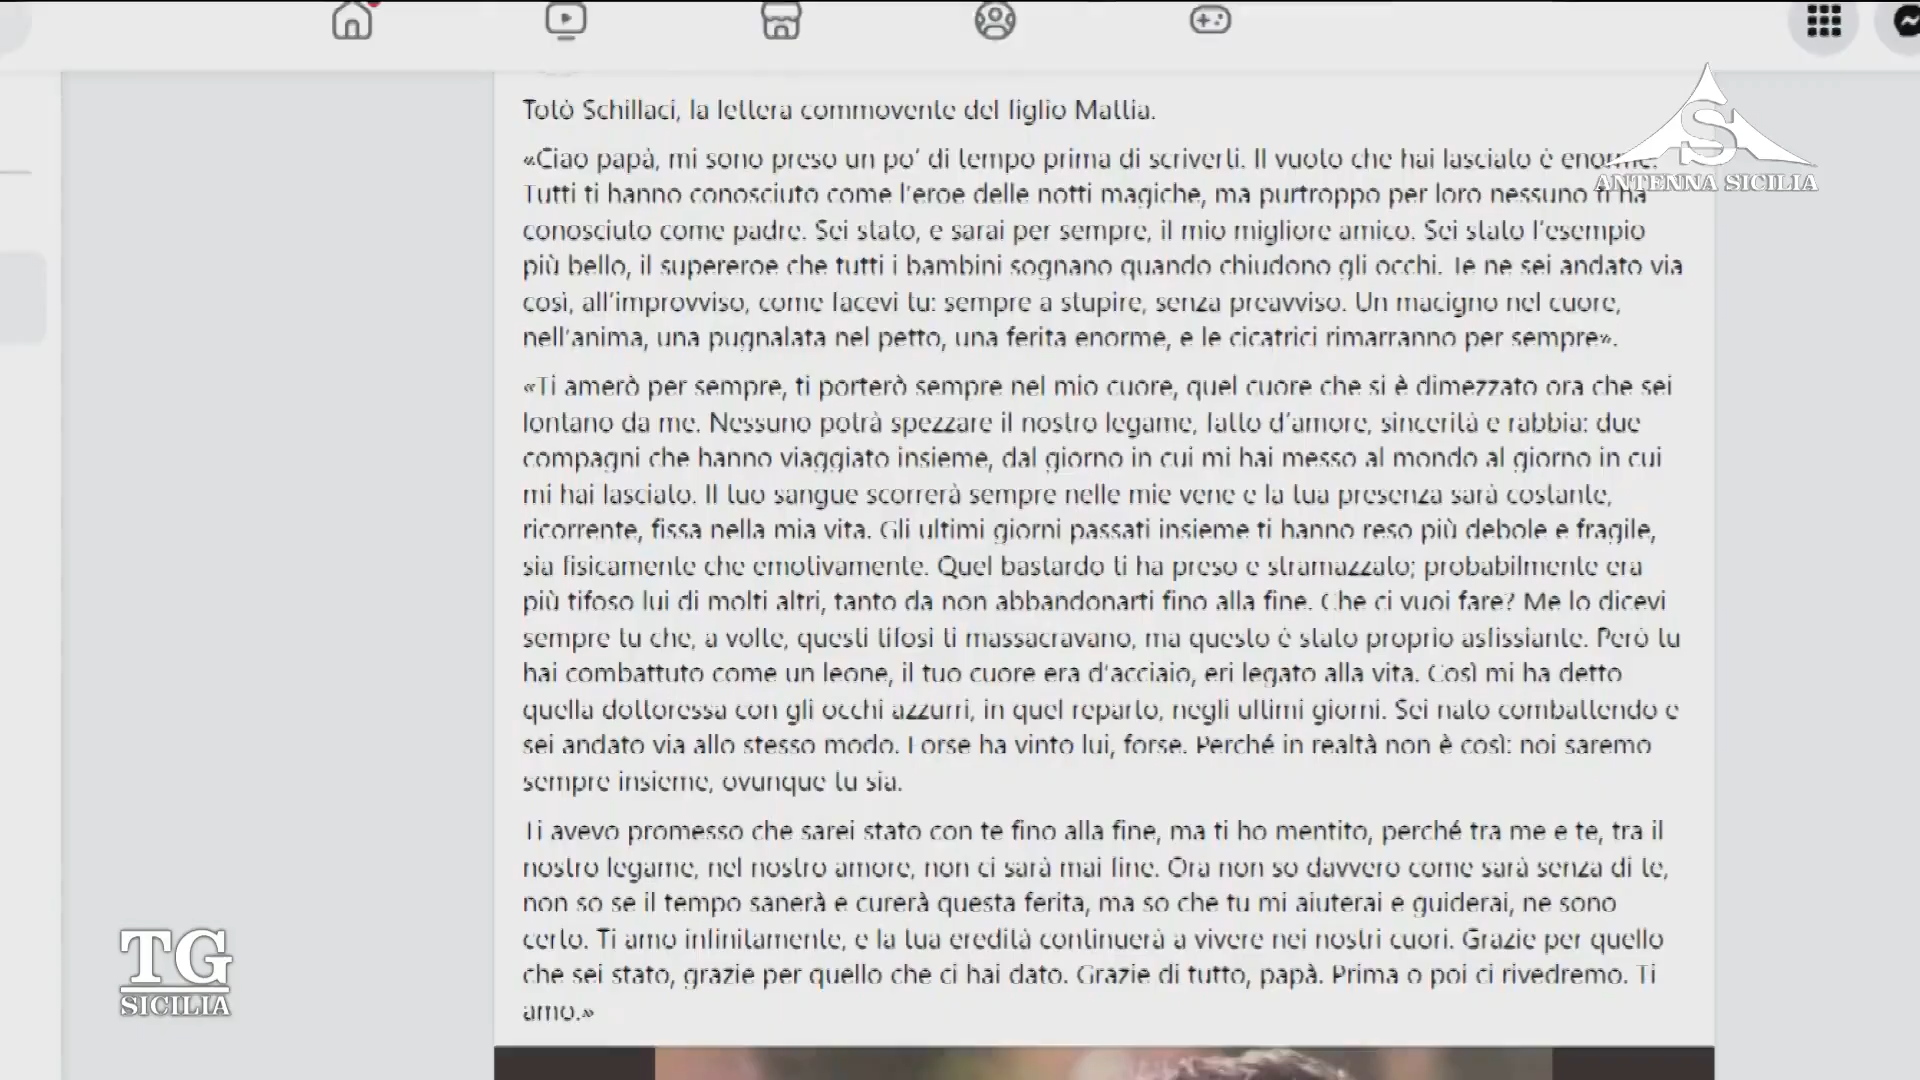 Totò Schillaci, la lettera commovente del figlio Mattia.
«Ciao papà, mi sono preso un po’ di tempo prima di scriverti. Il vuoto che hai lasciato è enorme.
Tutti ti hanno conosciuto come l’eroe delle notti magiche, ma purtroppo per loro nessuno ti ha
conosciuto come padre. Sei stato, e sarai per sempre, il mio migliore amico. Sei stato l’esempio
più bello, il supereroe che tutti i bambini sognano quando chiudono gli occhi. Te ne sei andato via
così, all’improvviso, come facevi tu: sempre a stupire, senza preavviso. Un macigno nel cuore,
nell’anima, una pugnalata nel petto, una ferita enorme, e le cicatrici rimarranno per sempre».
«Ti amerò per sempre, ti porterò sempre nel mio cuore, quel cuore che si è dimezzato ora che sei
lontano da me. Nessuno potrà spezzare il nostro legame, fatto d’amore, sincerità e rabbia: due
compagni che hanno viaggiato insieme, dal giorno in cui mi hai messo al mondo al giorno in cui
mi hai lasciato. Il tuo sangue scorrerà sempre nelle mie vene e la tua presenza sarà costante,
ricorrente, fissa nella mia vita. Gli ultimi giorni passati insieme ti hanno reso più debole e fragile,
sia fisicamente che emotivamente. Quel bastardo ti ha preso e stramazzato; probabilmente era
più tifoso lui di molti altri, tanto da non abbandonarti fino alla fine. Che ci vuoi fare? Me lo dicevi
sempre tu che, a volte, questi tifosi ti massacravano, ma questo è stato proprio asfissiante. Però tu
hai combattuto come un leone, il tuo cuore era d’acciaio, eri legato alla vita. Così mi ha detto
quella dottoressa con gli occhi azzurri, in quel reparto, negli ultimi giorni. Sei nato combattendo e
sei andato via allo stesso modo. Forse ha vinto lui, forse. Perché in realtà non è così: noi saremo
sempre insieme, ovunque tu sia.
Ti avevo promesso che sarei stato con te fino alla fine, ma ti ho mentito, perché tra me e te, tra il
nostro legame, nel nostro amore, non ci sarà mai fine. Ora non so davvero come sarà senza di te,
non so se il tempo sanerà e curerà questa ferita, ma so che tu mi aiuterai e guiderai, ne sono
certo. Ti amo infinitamente, e la tua eredità continuerà a vivere nei nostri cuori. Grazie per quello
che sei stato, grazie per quello che ci hai dato. Grazie di tutto, papà. Prima o poi ci rivedremo. Ti
amo.»
S
ANTENNA SICILIA
TG
SICILIA